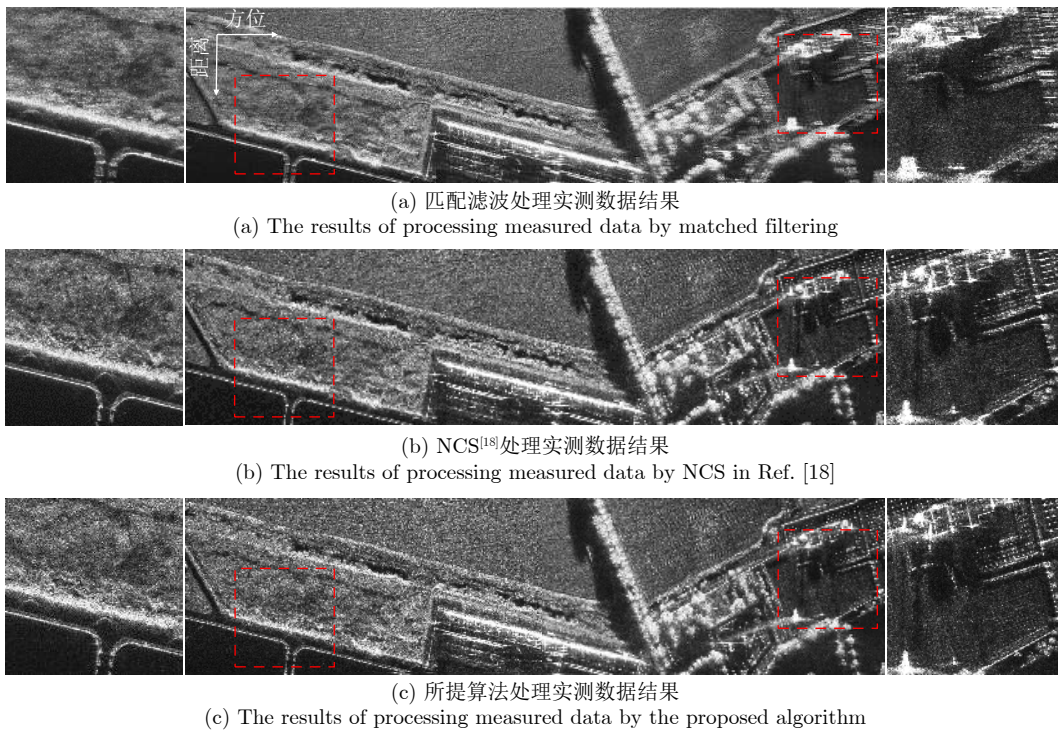 方位
距离
(a) 匹配滤波处理实测数据结果
(a) The results of processing measured data by matched filtering
(b) NCS[18]处理实测数据结果
(b) The results of processing measured data by NCS in Ref. [18]
(c) 所提算法处理实测数据结果
(c) The results of processing measured data by the proposed algorithm